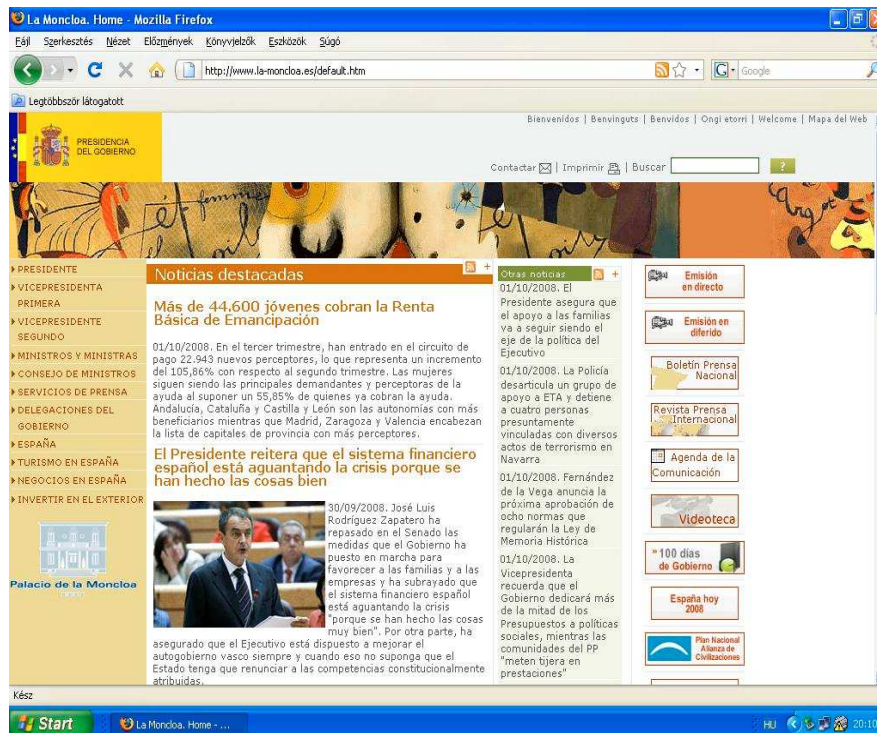 La Moncloa. Home - Mozilla Firefox
Fájl Szerkesztés Nézet Előzmények Könyvjelzők Eszközök Súgó
http://www.la-moncloa.es/default.htm
Google
Legtöbbször látogatott
Bienvenidos | Benvinguts | Benvidos | Ongi etorri | Welcome | Mapa del Web
PRESIDENCIA
DEL GOBIERNO
Contactar | Imprimir | Buscar
?
PRESIDENTE
VICEPRESIDENTA
PRIMERA
VICEPRESIDENTE
SEGUNDO
MINISTROS Y MINISTRAS
CONSEJO DE MINISTROS
SERVICIOS DE PRENSA
DELEGACIONES DEL
GOBIERNO
ESPAÑA
TURISMO EN ESPAÑA
NEGOCIOS EN ESPAÑA
INVERTIR EN EL EXTERIOR
Palacio de la Moncloa
Noticias destacadas
Más de 44.600 jóvenes cobran la Renta
Básica de Emancipación
01/10/2008. En el tercer trimestre, han entrado en el circuito de
pago 22.943 nuevos perceptores, lo que representa un incremento
del 105,86% con respecto al segundo trimestre. Las mujeres
siguen siendo las principales demandantes y perceptoras de la
ayuda al suponer un 55,85% de quienes ya cobran la ayuda.
Andalucía, Cataluña y Castilla y León son las autonomías con más
beneficiarios mientras que Madrid, Zaragoza y Valencia encabezan
la lista de capitales de provincia con más perceptores.
El Presidente reitera que el sistema financiero
español está aguantando la crisis porque se
han hecho las cosas bien
30/09/2008. José Luis
Rodríguez Zapatero ha
repasado en el Senado las
medidas que el Gobierno ha
puesto en marcha para
favorecer a las familias y a las
empresas y ha subrayado que
el sistema financiero español
está aguantando la crisis
"porque se han hecho las cosas
muy bien". Por otra parte, ha
asegurado que el Ejecutivo está dispuesto a mejorar el
autogobierno vasco siempre y cuando eso no suponga que el
Estado tenga que renunciar a las competencias constitucionalmente
atribuidas.
Otras noticias
01/10/2008. El
Presidente asegura que
el apoyo a las familias
va a seguir siendo el
eje de la política del
Ejecutivo
01/10/2008. La Policía
desarticula un grupo de
apoyo a ETA y detiene
a cuatro personas
presuntamente
vinculadas con diversos
actos de terrorismo en
Navarra
01/10/2008. Fernández
de la Vega anuncia la
próxima aprobación de
ocho normas que
regularán la Ley de
Memoria Histórica
01/10/2008. La
Vicepresidenta
recuerda que el
Gobierno dedicará más
de la mitad de los
Presupuestos a políticas
sociales, mientras las
comunidades del PP
"meten tijera en
prestaciones"
Emisión
en directo
Emisión en
diferido
Boletín Prensa
Nacional
Revista Prensa
Internacional
Agenda de la
Comunicación
Videoteca
100 días
de Gobierno
España hoy
2008
Plan Nacional
Alianza de
Civilizaciones
Kész
Start
La Moncloa. Home - ...
HU
20:10